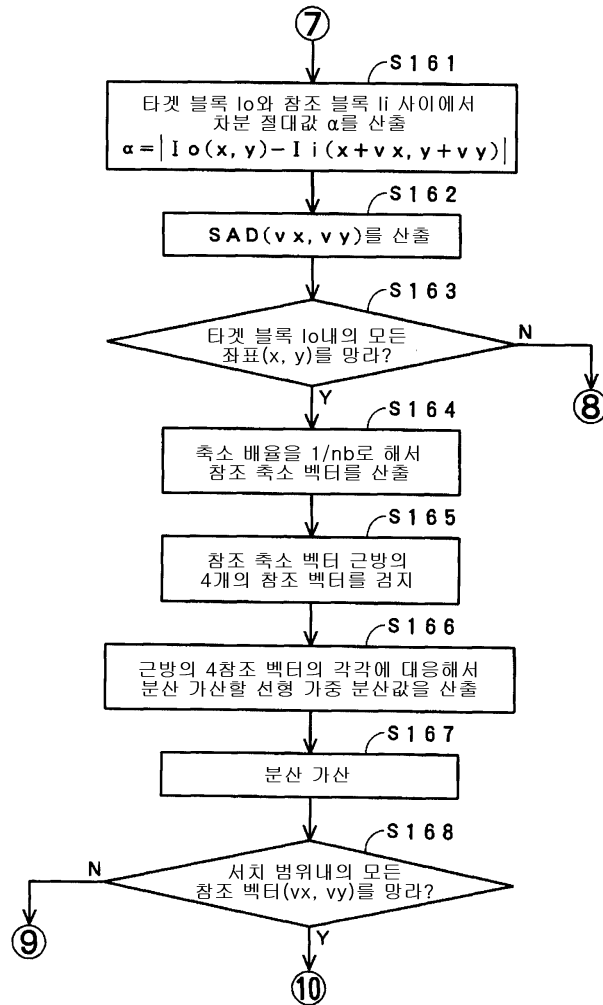 ⑦
S161
타겟 블록 Io와 참조 블록 Ii 사이에서
차분 절대값 α를 산출
α=|Io(x, y)-Ii(x+vx, y+vy)|
S162
SAD(vx, vy)를 산출
S163
타겟 블록 Io내의 모든
좌표(x, y)를 망라?
N
⑧
Y
S164
축소 배율을 1/nb로 해서
참조 축소 벡터를 산출
S165
참조 축소 벡터 근방의
4개의 참조 벡터를 검지
S166
근방의 4참조 벡터의 각각에 대응해서
분산 가산할 선형 가중 분산값을 산출
S167
분산 가산
S168
서치 범위내의 모든
참조 벡터(vx, vy)를 망라?
N
⑨
Y
⑩